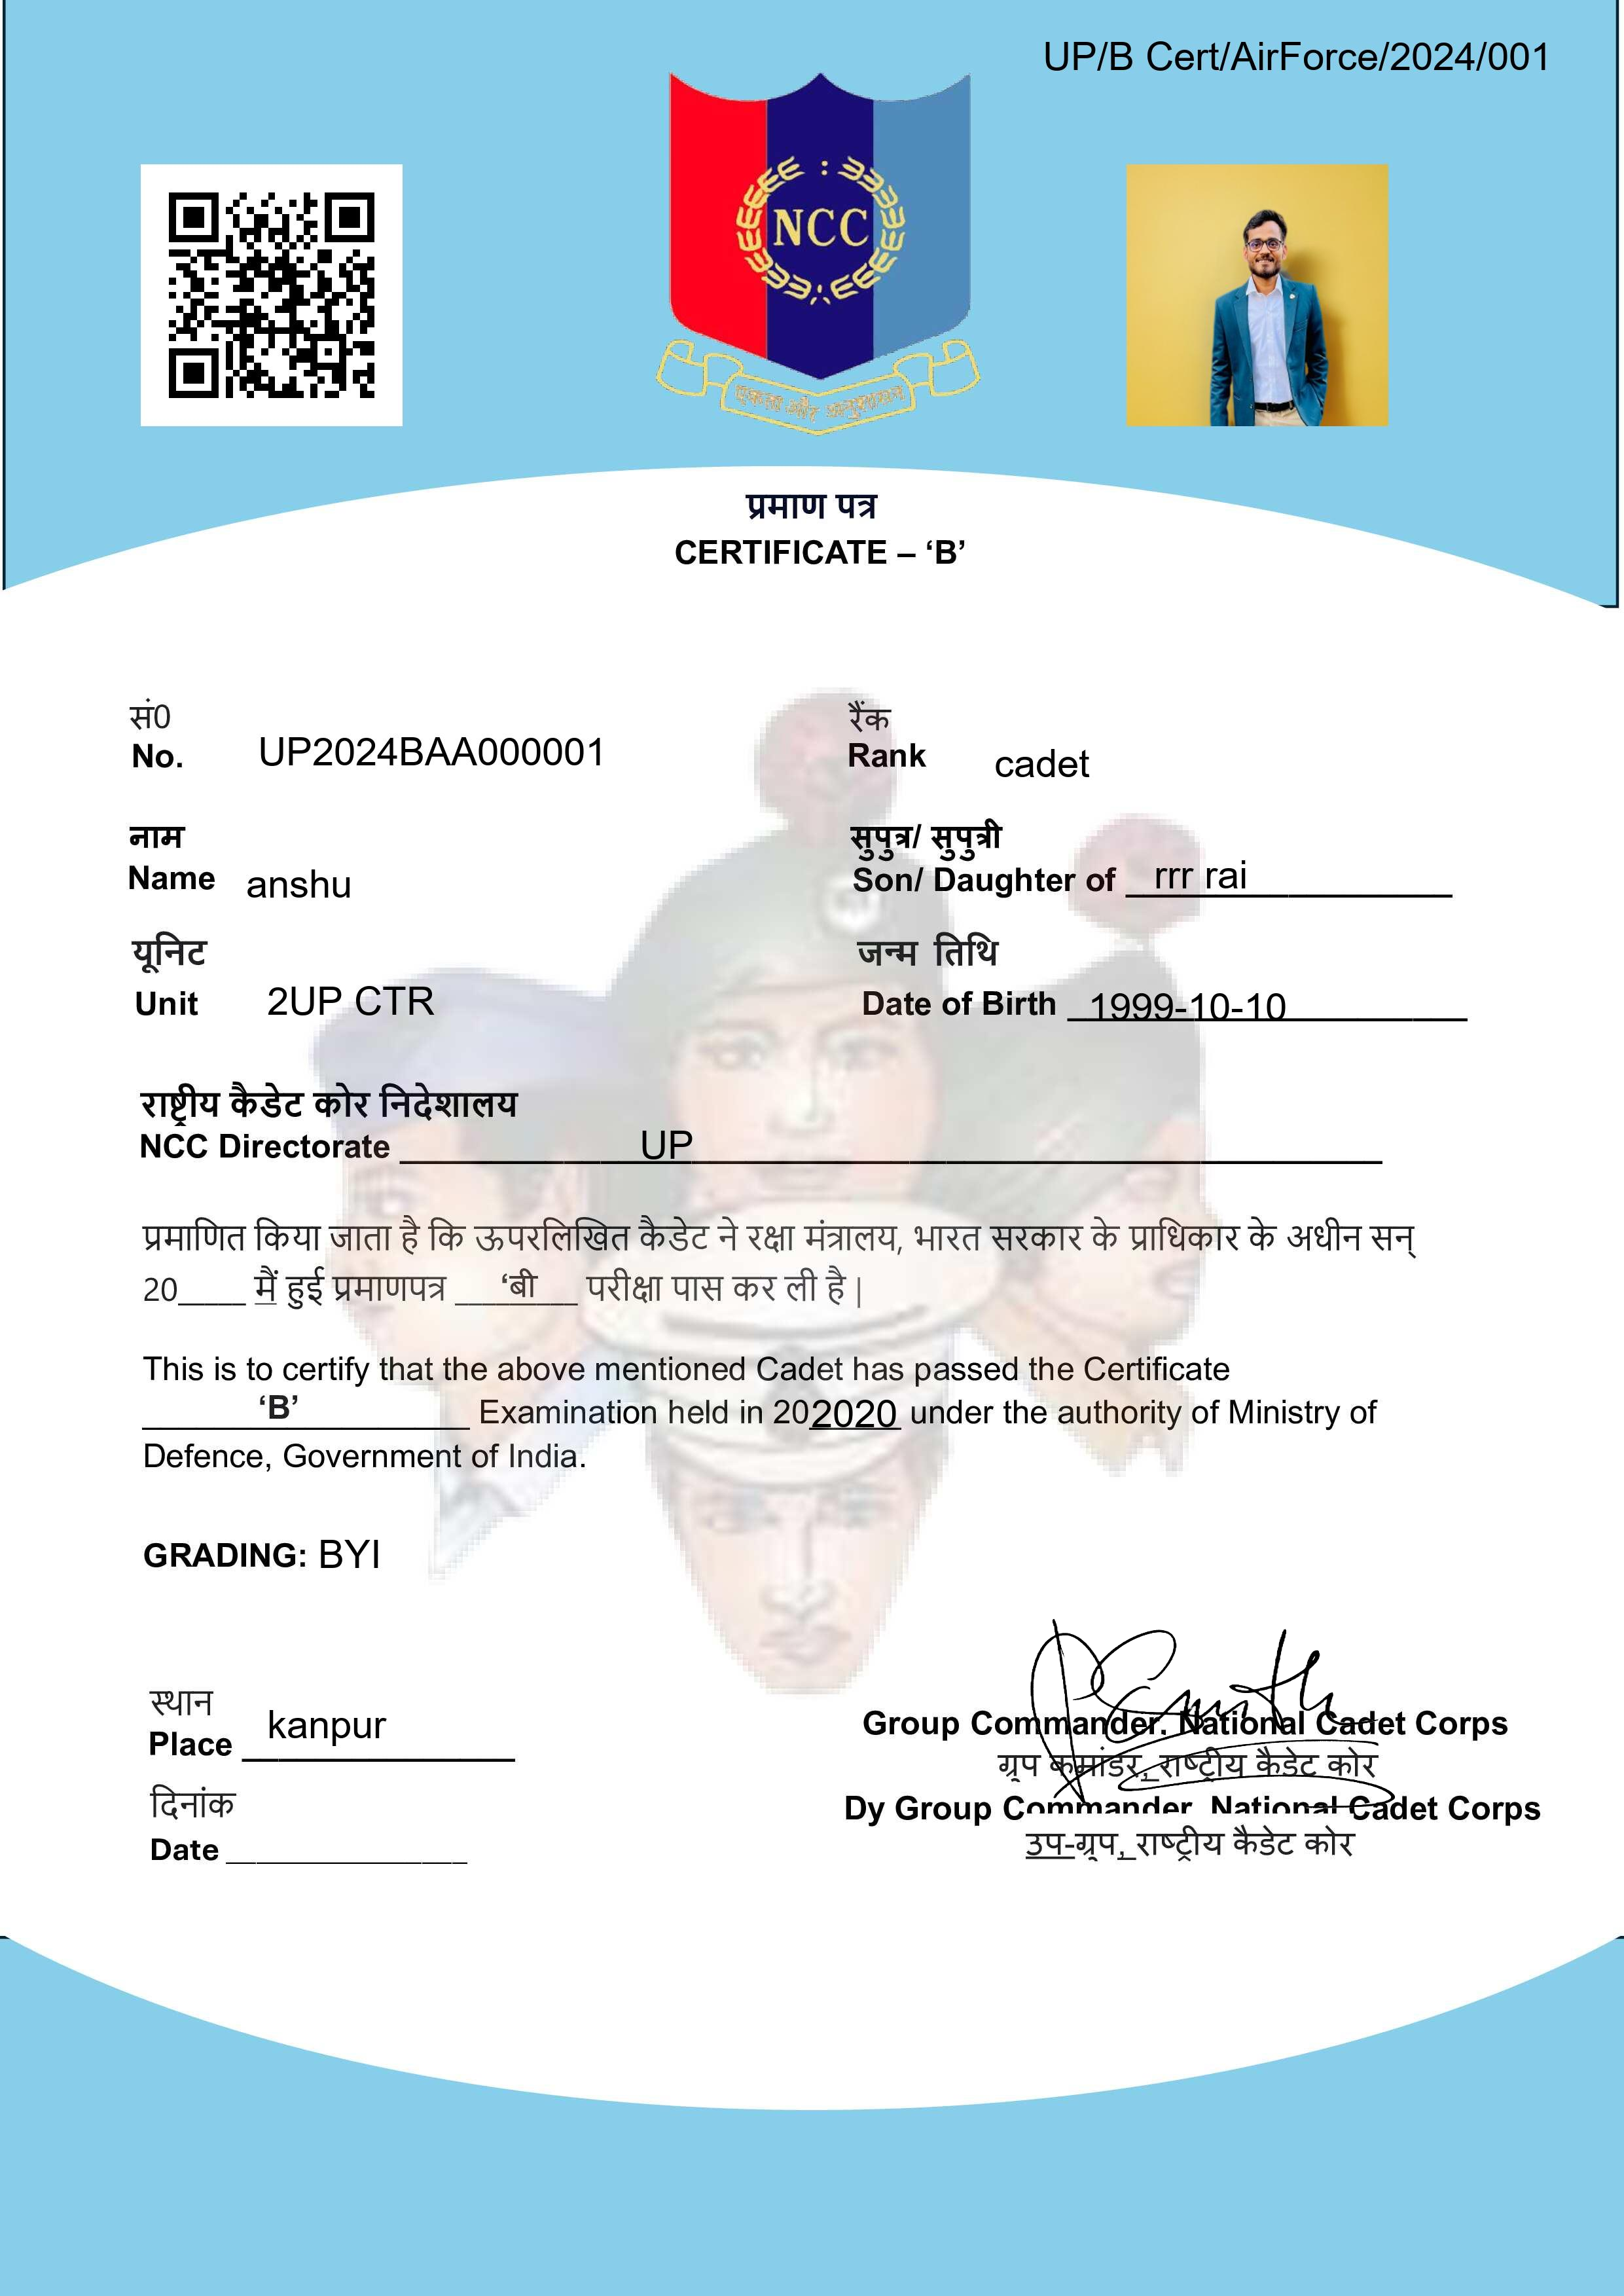 UP/B Cert/AirForce/2024/001
NCC
एकता और अनुशासन
प्रमाण पत्र
CERTIFICATE – ‘B’
सं0
No. UP2024BAA000001
रैंक
Rank cadet
नाम
Name anshu
सुपुत्र/ सुपुत्री
Son/ Daughter of rrr rai
यूनिट
Unit 2UP CTR
जन्म तिथि
Date of Birth 1999-10-10
राष्ट्रीय कैडेट कोर निदेशालय
NCC Directorate UP
प्रमाणित किया जाता है कि ऊपरलिखित कैडेट ने रक्षा मंत्रालय, भारत सरकार के प्राधिकार के अधीन सन्
20____ मैं हुई प्रमाणपत्र ‘बी परीक्षा पास कर ली है |
This is to certify that the above mentioned Cadet has passed the Certificate
‘B’ Examination held in 202020 under the authority of Ministry of
Defence, Government of India.
GRADING: BYI
स्थान
Place kanpur
दिनांक
Date ________________
Group Commander, National Cadet Corps
ग्रुप कमांडर, राष्ट्रीय कैडेट कोर
Dy Group Commander, National Cadet Corps
उप-ग्रुप, राष्ट्रीय कैडेट कोर